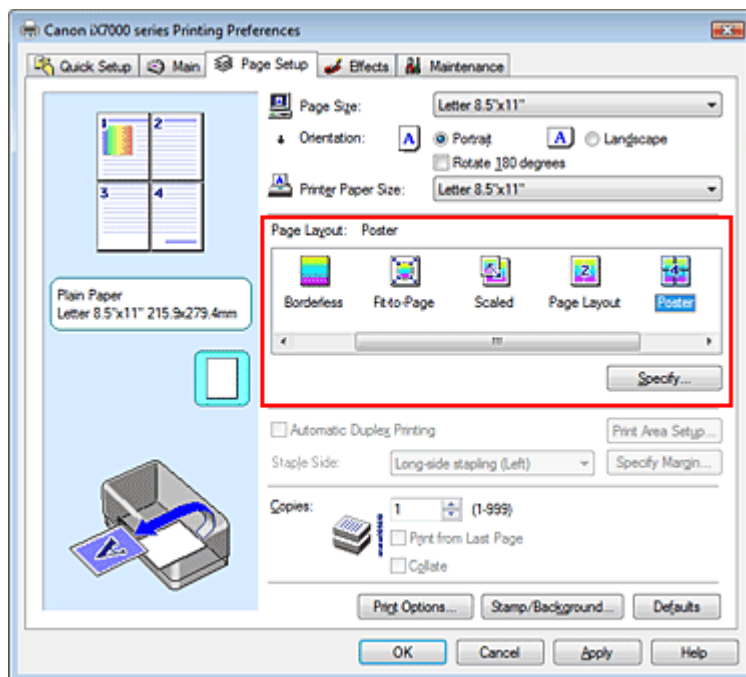 Canon iX7000 series Printing Preferences
Quick Setup Main Page Setup Effects Maintenance
1 2
3 4
Plain Paper
Letter 8.5"x11" 215.9x279.4mm
Page Size: Letter 8.5"x11"
Orientation: A Portrait A Landscape
Rotate 180 degrees
Printer Paper Size: Letter 8.5"x11"
Page Layout: Poster
Borderless Fit-to-Page Scaled Page Layout Poster
Specify...
Automatic Duplex Printing Print Area Setup...
Staple Side: Long-side stapling (Left) Specify Margin...
Copies: 1 (1-999)
Print from Last Page
Collate
Print Options... Stamp/Background... Defaults
OK Cancel Apply Help